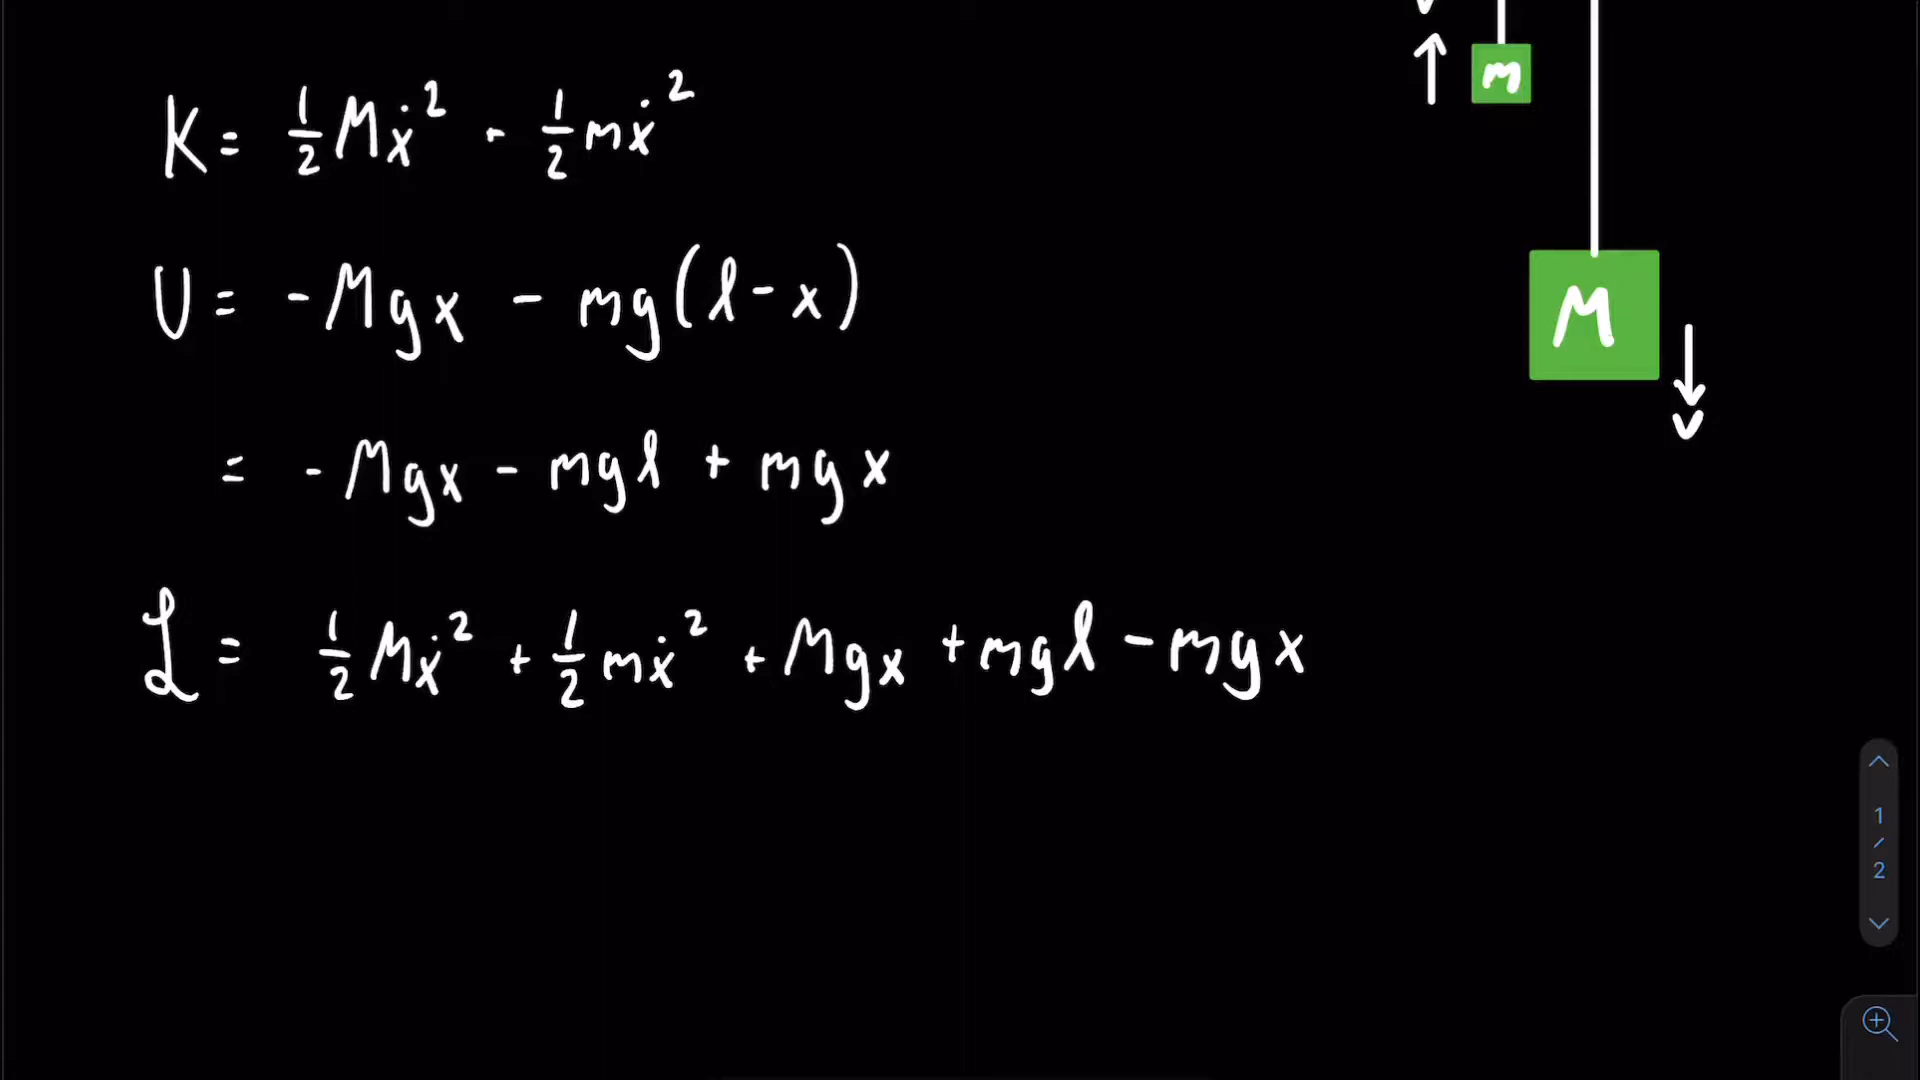 K = ½Mẋ² - ½mẋ²
m
U = -Mgx - mg(l-x)
M
v
= -Mgx - mgl + mgx
ℒ = ½Mẋ² + ½mẋ² + Mgx + mgl - mgx
1
/
2